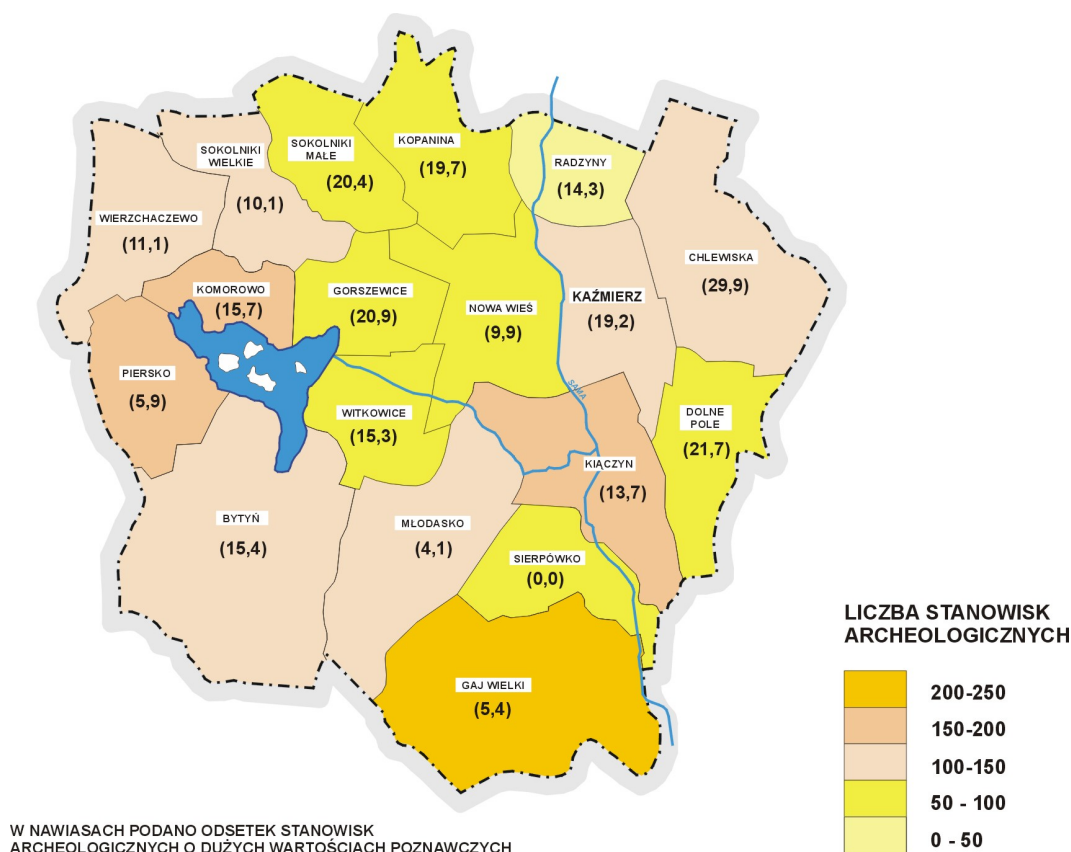 KOPANINA
(19,7)
SOKOLNIKI
MAŁE
(20,4)
SOKOLNIKI
WIELKIE
(10,1)
RADZYNY
(14,3)
WIERZCHACZEWO
(11,1)
CHLEWISKA
(29,9)
KOMOROWO
(15,7)
GORSZEWICE
(20,9)
NOWA WIEŚ
(9,9)
KAŹMIERZ
(19,2)
PIERSKO
(5,9)
SAMA
WITKOWICE
(15,3)
DOLNE
POLE
(21,7)
KIĄCZYN
(13,7)
BYTYŃ
(15,4)
MŁODASKO
(4,1)
SIERPÓWKO
(0,0)
GAJ WIELKI
(5,4)
LICZBA STANOWISK
ARCHEOLOGICZNYCH
200-250
150-200
100-150
50 - 100
0 - 50
W NAWIASACH PODANO ODSETEK STANOWISK
ARCHEOLOGICZNYCH O DUŻYCH WARTOŚCIACH POZNAWCZYCH